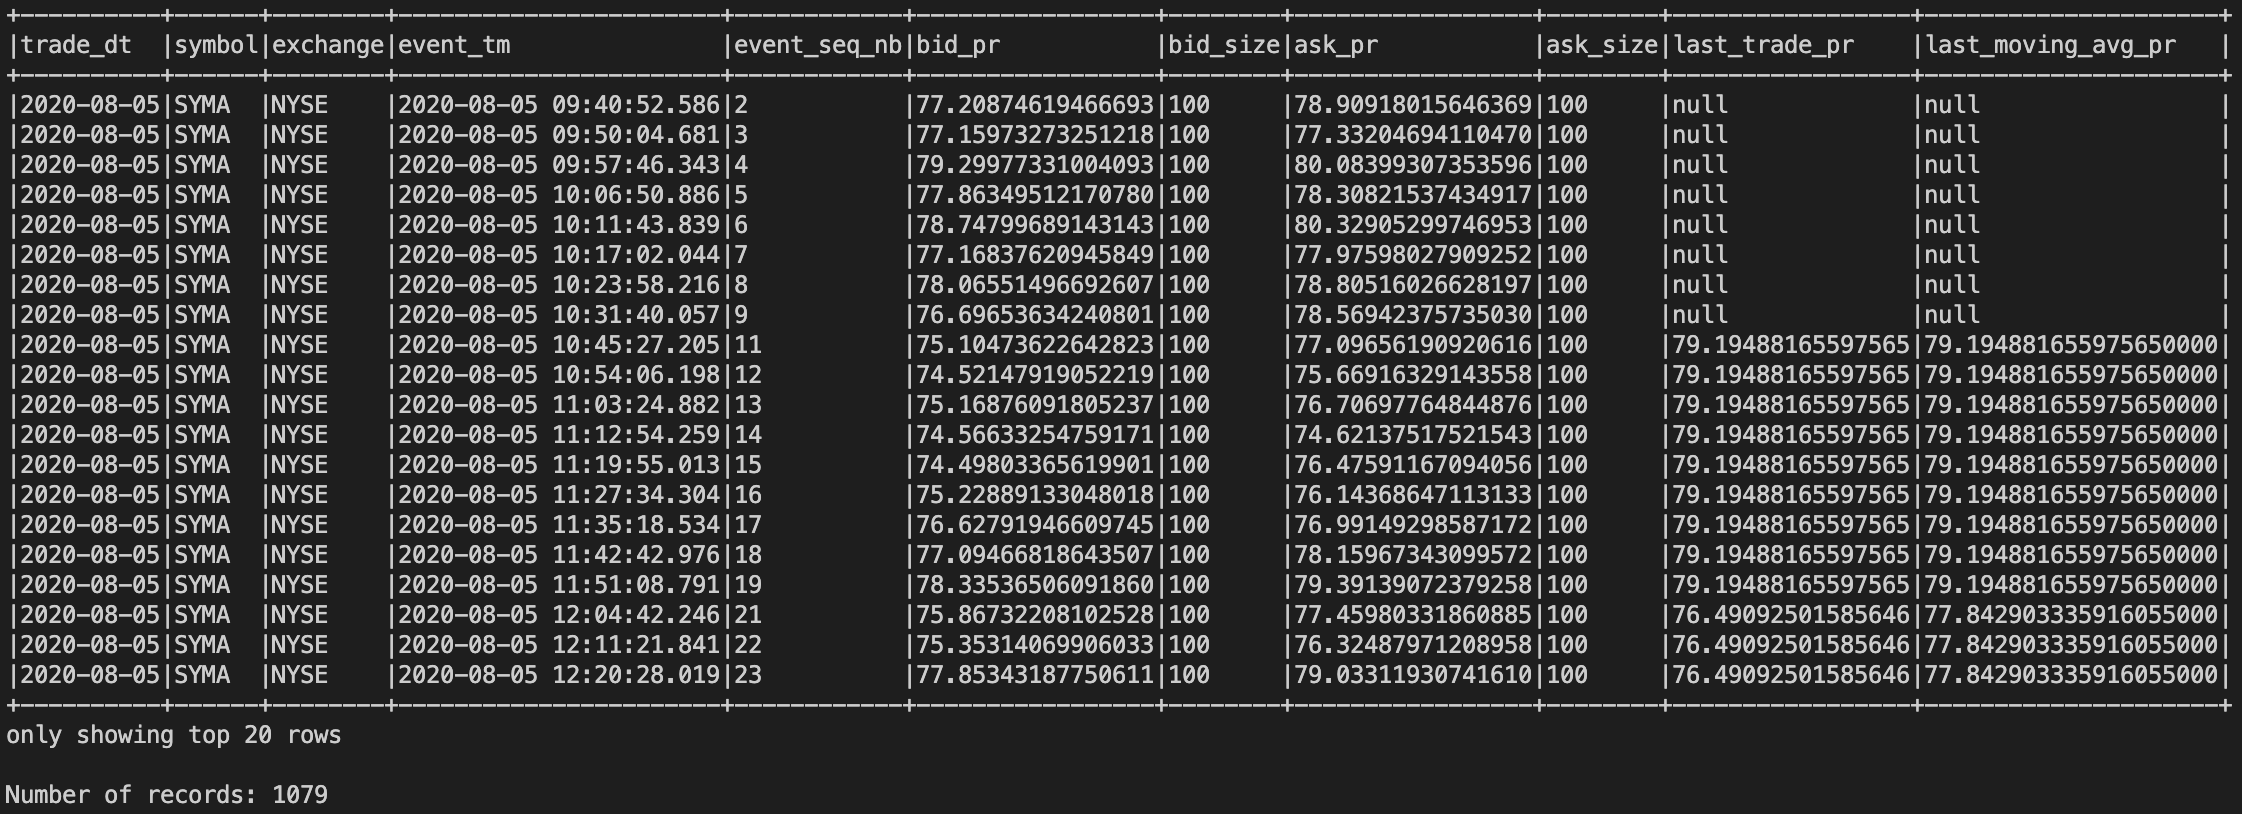 +----------+------+--------+-----------------------+------------+-----------------+--------+-----------------+--------+-----------------+---------------------+
|trade_dt  |symbol|exchange|event_tm               |event_seq_nb|bid_pr           |bid_size|ask_pr           |ask_size|last_trade_pr    |last_moving_avg_pr   |
+----------+------+--------+-----------------------+------------+-----------------+--------+-----------------+--------+-----------------+---------------------+
|2020-08-05|SYMA  |NYSE    |2020-08-05 09:40:52.586|2           |77.20874619466693|100     |78.90918015646369|100     |null             |null                 |
|2020-08-05|SYMA  |NYSE    |2020-08-05 09:50:04.681|3           |77.15973273251218|100     |77.33204694110470|100     |null             |null                 |
|2020-08-05|SYMA  |NYSE    |2020-08-05 09:57:46.343|4           |79.29977331004093|100     |80.08399307353596|100     |null             |null                 |
|2020-08-05|SYMA  |NYSE    |2020-08-05 10:06:50.886|5           |77.86349512170780|100     |78.30821537434917|100     |null             |null                 |
|2020-08-05|SYMA  |NYSE    |2020-08-05 10:11:43.839|6           |78.74799689143143|100     |80.32905299746953|100     |null             |null                 |
|2020-08-05|SYMA  |NYSE    |2020-08-05 10:17:02.044|7           |77.16837620945849|100     |77.97598027909252|100     |null             |null                 |
|2020-08-05|SYMA  |NYSE    |2020-08-05 10:23:58.216|8           |78.06551496692607|100     |78.80516026628197|100     |null             |null                 |
|2020-08-05|SYMA  |NYSE    |2020-08-05 10:31:40.057|9           |76.69653634240801|100     |78.56942375735030|100     |null             |null                 |
|2020-08-05|SYMA  |NYSE    |2020-08-05 10:45:27.205|11          |75.10473622642823|100     |77.09656190920616|100     |79.19488165597565|79.194881655975650000|
|2020-08-05|SYMA  |NYSE    |2020-08-05 10:54:06.198|12          |74.52147919052219|100     |75.66916329143558|100     |79.19488165597565|79.194881655975650000|
|2020-08-05|SYMA  |NYSE    |2020-08-05 11:03:24.882|13          |75.16876091805237|100     |76.70697764844876|100     |79.19488165597565|79.194881655975650000|
|2020-08-05|SYMA  |NYSE    |2020-08-05 11:12:54.259|14          |74.56633254759171|100     |74.62137517521543|100     |79.19488165597565|79.194881655975650000|
|2020-08-05|SYMA  |NYSE    |2020-08-05 11:19:55.013|15          |74.49803365619901|100     |76.47591167094056|100     |79.19488165597565|79.194881655975650000|
|2020-08-05|SYMA  |NYSE    |2020-08-05 11:27:34.304|16          |75.22889133048018|100     |76.14368647113133|100     |79.19488165597565|79.194881655975650000|
|2020-08-05|SYMA  |NYSE    |2020-08-05 11:35:18.534|17          |76.62791946609745|100     |76.99149298587172|100     |79.19488165597565|79.194881655975650000|
|2020-08-05|SYMA  |NYSE    |2020-08-05 11:42:42.976|18          |77.09466818643507|100     |78.15967343099572|100     |79.19488165597565|79.194881655975650000|
|2020-08-05|SYMA  |NYSE    |2020-08-05 11:51:08.791|19          |78.33536506091860|100     |79.39139072379258|100     |79.19488165597565|79.194881655975650000|
|2020-08-05|SYMA  |NYSE    |2020-08-05 12:04:42.246|21          |75.86732208102528|100     |77.45980331860885|100     |76.49092501585646|77.842903335916055000|
|2020-08-05|SYMA  |NYSE    |2020-08-05 12:11:21.841|22          |75.35314069906033|100     |76.32487971208958|100     |76.49092501585646|77.842903335916055000|
|2020-08-05|SYMA  |NYSE    |2020-08-05 12:20:28.019|23          |77.85343187750611|100     |79.03311930741610|100     |76.49092501585646|77.842903335916055000|
+----------+------+--------+-----------------------+------------+-----------------+--------+-----------------+--------+-----------------+---------------------+
only showing top 20 rows
Number of records: 1079